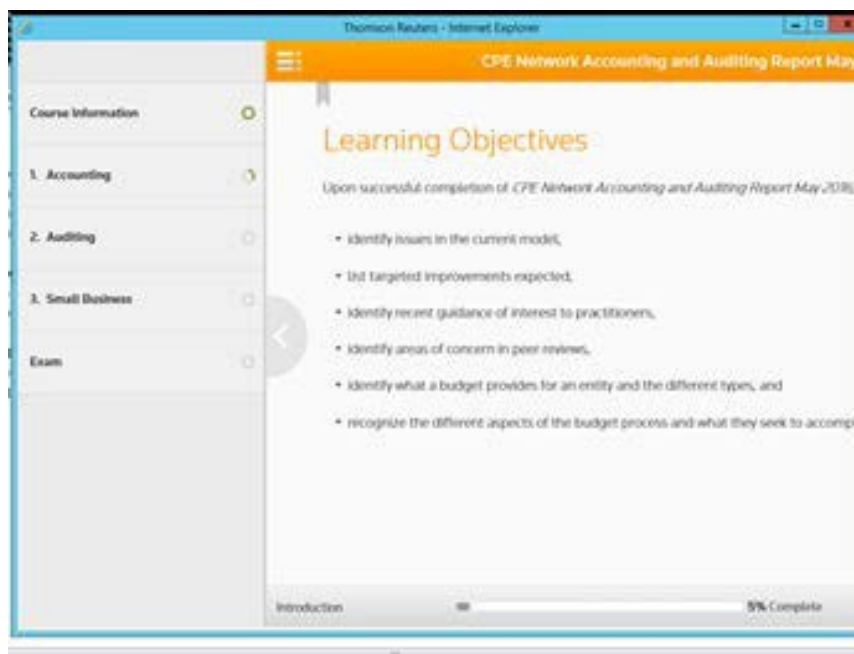 Thomson Reuters - Internet Explorer
CPE Network Accounting and Auditing Report May
Course Information
1. Accounting
2. Auditing
3. Small Business
Exam
Learning Objectives
Upon successful completion of CPE Network Accounting and Auditing Report May 2016,
• identify issues in the current model,
• list targeted improvements expected,
• identify recent guidance of interest to practitioners,
• identify areas of concern in peer reviews,
• identify what a budget provides for an entity and the different types, and
• recognize the different aspects of the budget process and what they seek to accompl
Introduction
5% Complete